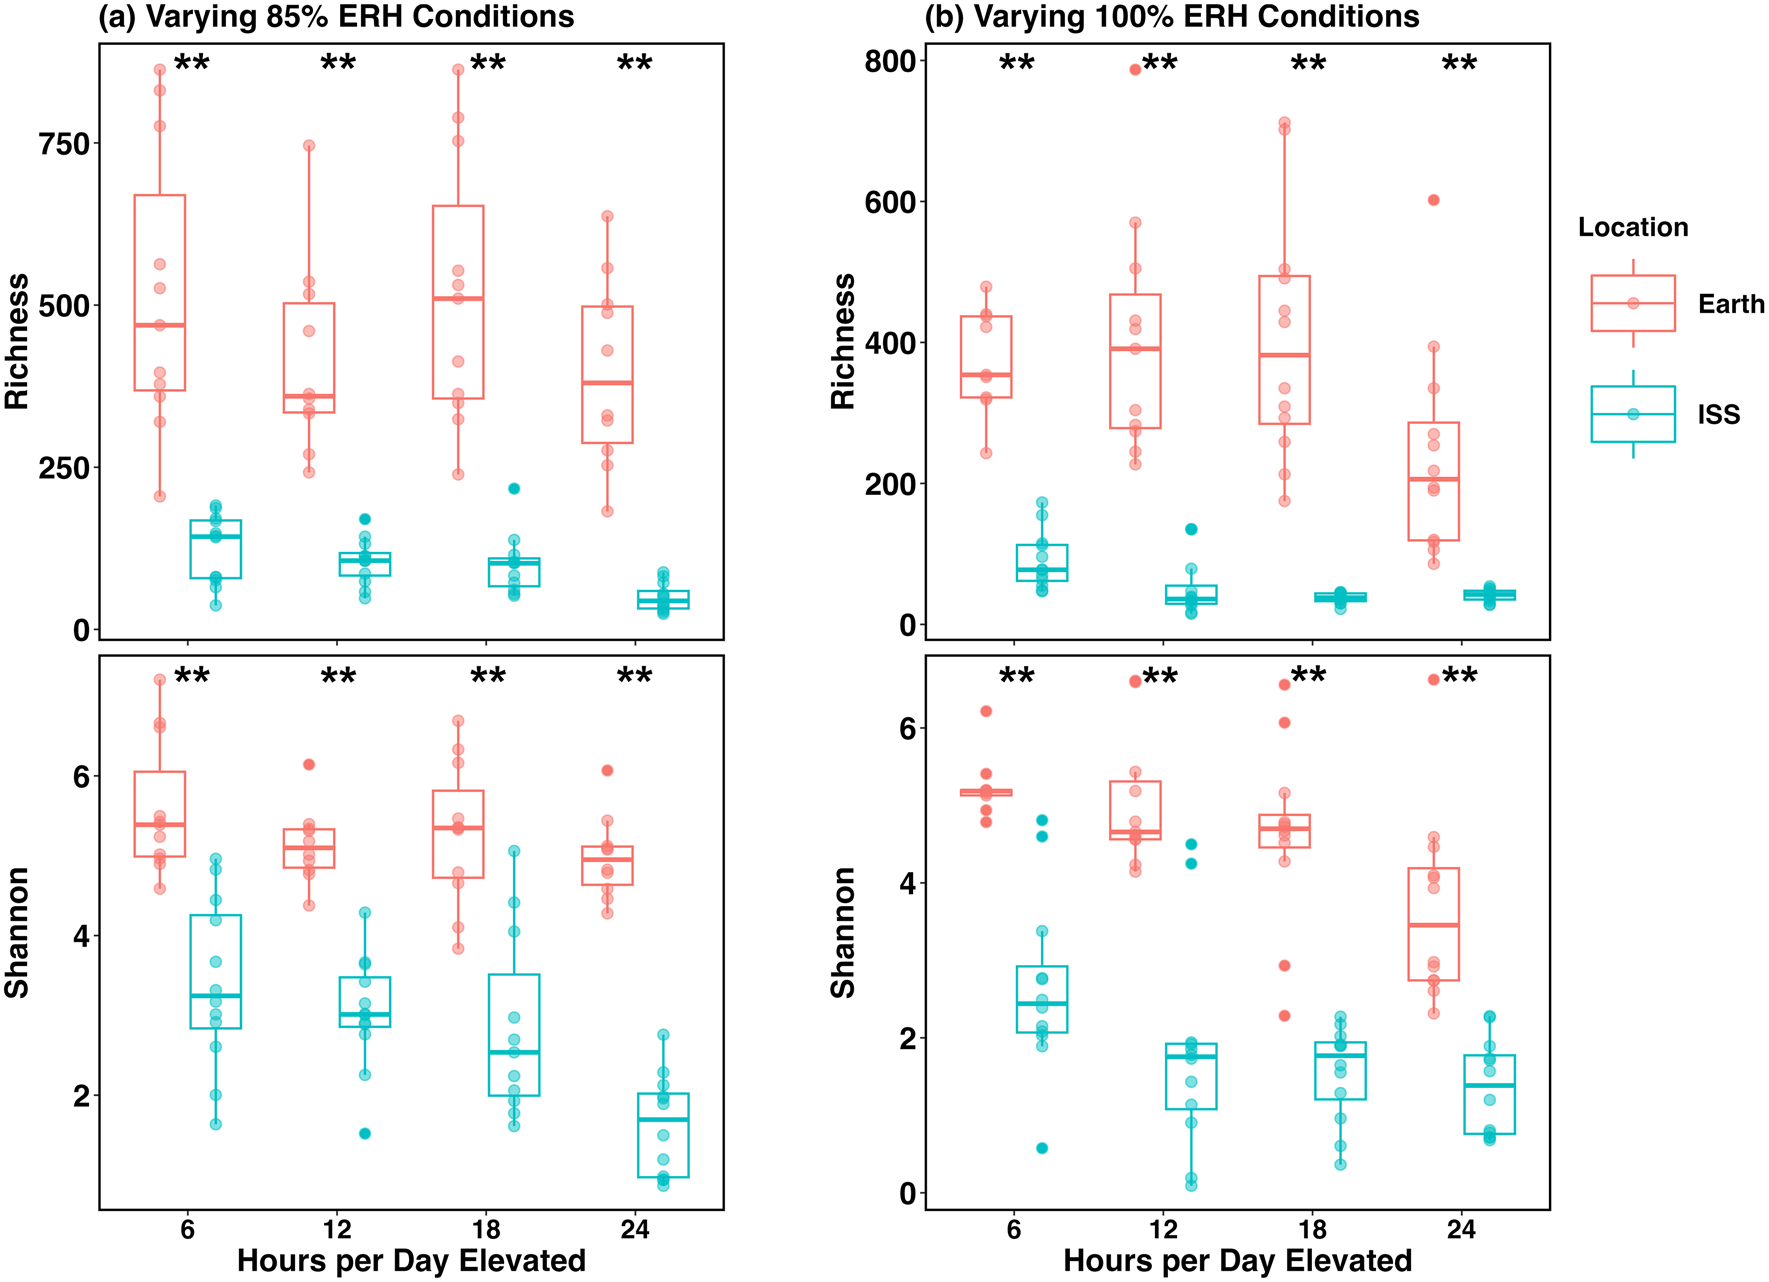 (a) Varying 85% ERH Conditions
(b) Varying 100% ERH Conditions
** ** ** **
** ** ** **
Richness
750
500
250
0
Richness
800
600
400
200
0
Location
Earth
ISS
** ** ** **
** ** ** **
Shannon
6
4
2
Shannon
6
4
2
0
6 12 18 24
6 12 18 24
Hours per Day Elevated
Hours per Day Elevated